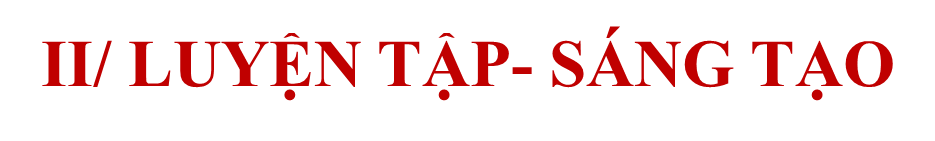 II/ LUYỆN TẬP- SÁNG TẠO